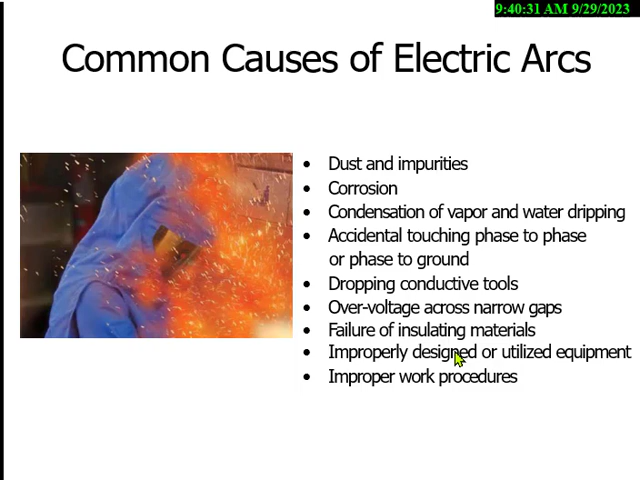 9:40:31 AM 9/29/2023
Common Causes of Electric Arcs
• Dust and impurities
• Corrosion
• Condensation of vapor and water dripping
• Accidental touching phase to phase
or phase to ground
• Dropping conductive tools
• Over-voltage across narrow gaps
• Failure of insulating materials
• Improperly designed or utilized equipment
• Improper work procedures